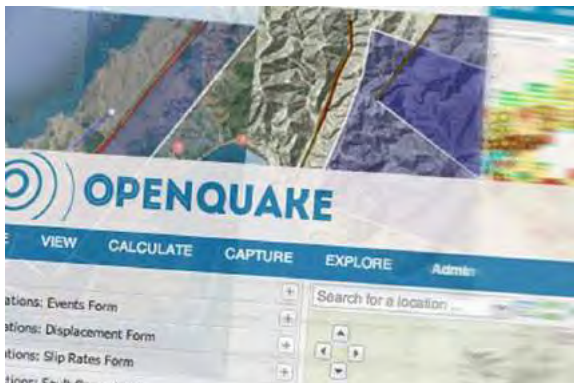 OPENQUAKE
VIEW CALCULATE CAPTURE EXPLORE Admin
Search for a location ...
ations: Events Form
ations: Displacement Form
ations: Slip Rates Form